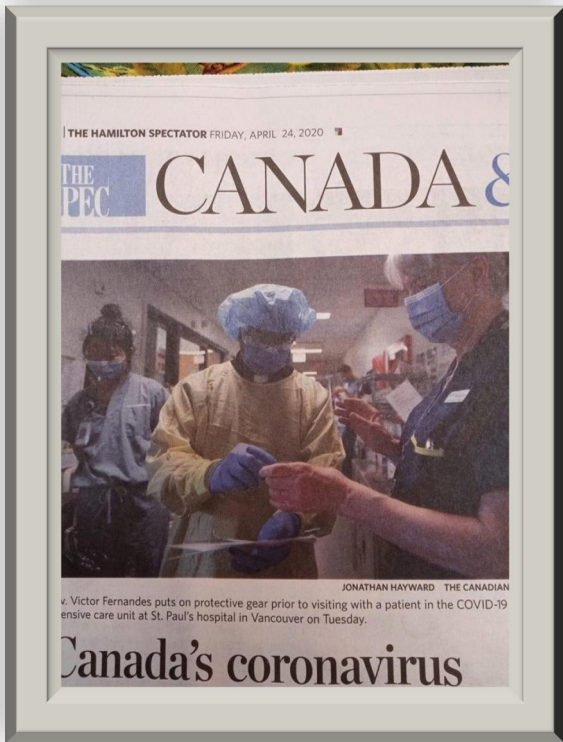 THE HAMILTON SPECTATOR FRIDAY, APRIL 24, 2020
THE
PEC
CANADA &
JONATHAN HAYWARD THE CANADIAN
v. Victor Fernandes puts on protective gear prior to visiting with a patient in the COVID-19
ensive care unit at St. Paul's hospital in Vancouver on Tuesday.
Canada's coronavirus